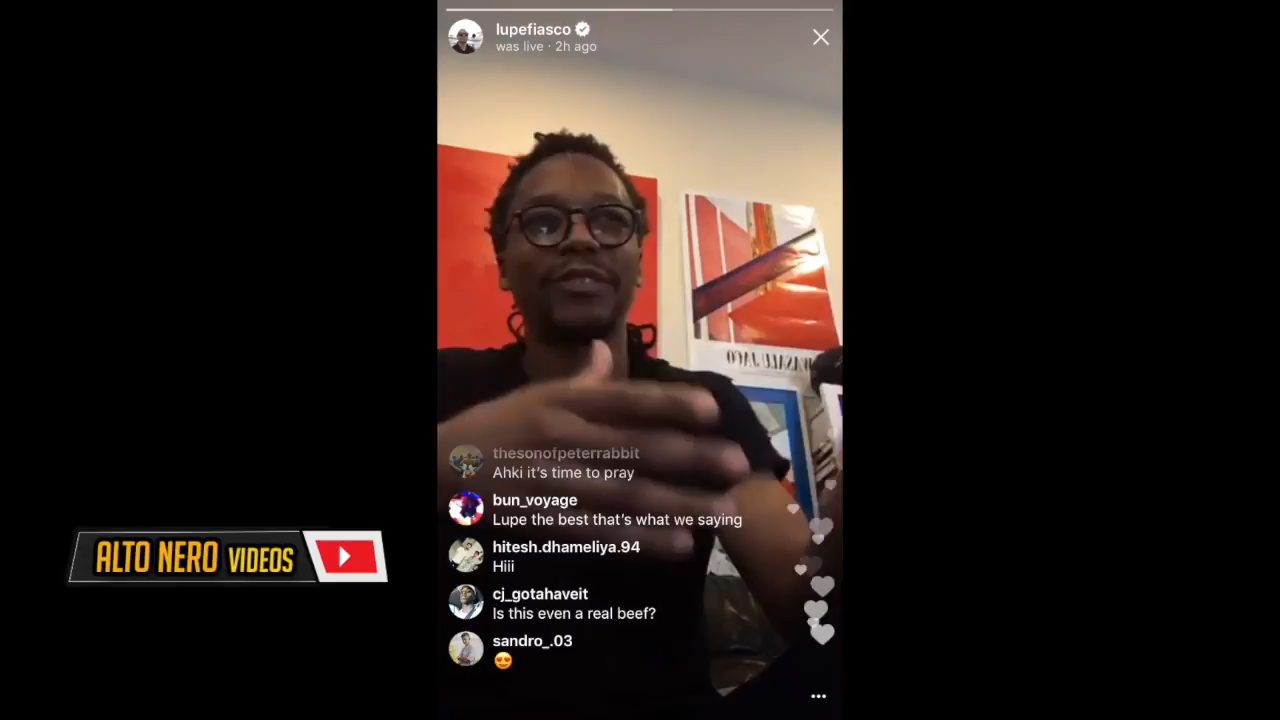 lupefiasco
was live · 2h ago
thesonofpeterrabbit
Ahki it's time to pray
bun_voyage
Lupe the best that's what we saying
hitesh.dhameliya.94
Hiii
cj_gotahaveit
Is this even a real beef?
sandro_.03
😍
ALTO NERO VIDEOS